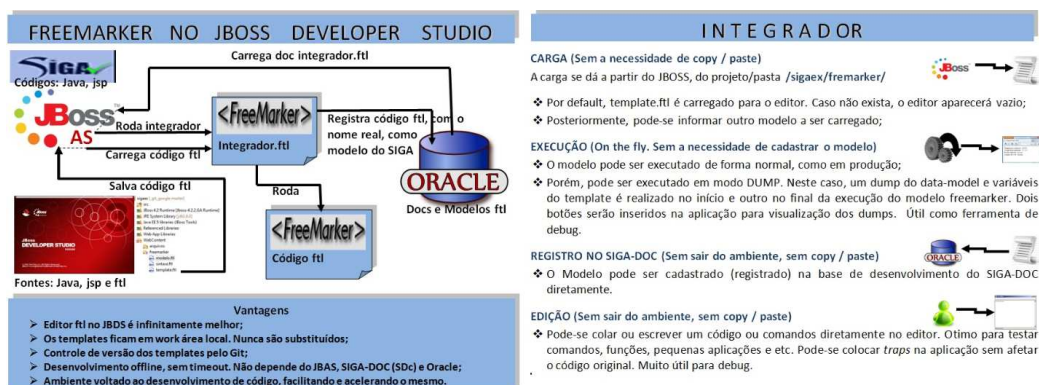 FREEMARKER NO JBOSS DEVELOPER STUDIO
Carrega doc integrador.ftl
SIGA
Códigos: Java, jsp
JBoss
AS
Roda integrador
Carrega código ftl
<FreeMarker>
Integrador.ftl
Registra código ftl, com o
nome real, como
modelo do SIGA
ORACLE
Docs e Modelos ftl
Salva código ftl
Roda
<FreeMarker>
Código ftl
JBoss
DEVELOPER STUDIO
Fontes: Java, jsp e ftl
Vantagens
➢ Editor ftl no JBDS é infinitamente melhor;
➢ Os templates ficam em work área local. Nunca são substituídos;
➢ Controle de versão dos templates pelo Git;
➢ Desenvolvimento offline, sem timeout. Não depende do JBAS, SIGA-DOC (SDc) e Oracle;
➢ Ambiente voltado ao desenvolvimento de código, facilitando e acelerando o mesmo.
INTEGRADOR
CARGA (Sem a necessidade de copy / paste)
A carga se dá a partir do JBOSS, do projeto/pasta /sigaex/fremarker/
JBoss
❖ Por default, template.ftl é carregado para o editor. Caso não exista, o editor aparecerá vazio;
❖ Posteriormente, pode-se informar outro modelo a ser carregado;
EXECUÇÃO (On the fly. Sem a necessidade de cadastrar o modelo)
❖ O modelo pode ser executado de forma normal, como em produção;
❖ Porém, pode ser executado em modo DUMP. Neste caso, um dump do data-model e variáveis
do template é realizado no início e outro no final da execução do modelo freemarker. Dois
botões serão inseridos na aplicação para visualização dos dumps. Útil como ferramenta de
debug.
REGISTRO NO SIGA-DOC (Sem sair do ambiente, sem copy / paste)
ORACLE
❖ O Modelo pode ser cadastrado (registrado) na base de desenvolvimento do SIGA-DOC
diretamente.
EDIÇÃO (Sem sair do ambiente, sem copy / paste)
❖ Pode-se colar ou escrever um código ou comandos diretamente no editor. Otimo para testar
comandos, funções, pequenas aplicações e etc. Pode-se colocar traps na aplicação sem afetar
o código original. Muito útil para debug.